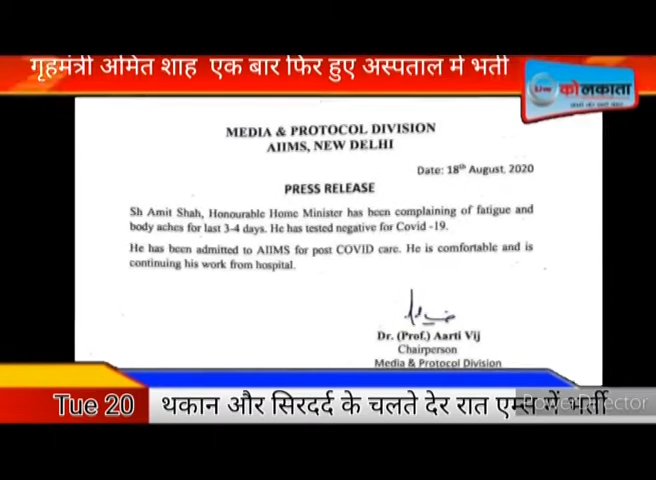 गृहमंत्री अमित शाह एक बार फिर हुए अस्पताल में भर्ती
Live कोलकाता
MEDIA & PROTOCOL DIVISION
AIIMS, NEW DELHI
Date: 18th August, 2020
PRESS RELEASE
Sh Amit Shah, Honourable Home Minister has been complaining of fatigue and
body aches for last 3-4 days. He has tested negative for Covid -19.
He has been admitted to AIIMS for post COVID care. He is comfortable and is
continuing his work from hospital.
Dr. (Prof.) Aarti Vij
Chairperson
Media & Protocol Division
Tue 20 थकान और सिरदर्द के चलते देर रात एम्स में भर्ती
PowerDirector